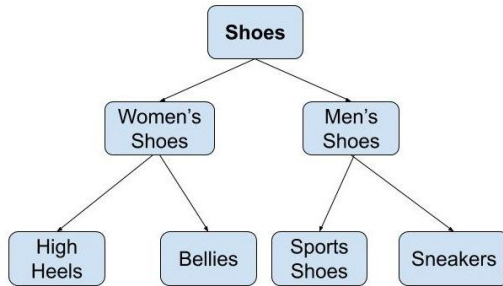 Shoes
Women's
Shoes
Men's
Shoes
High
Heels
Bellies
Sports
Shoes
Sneakers